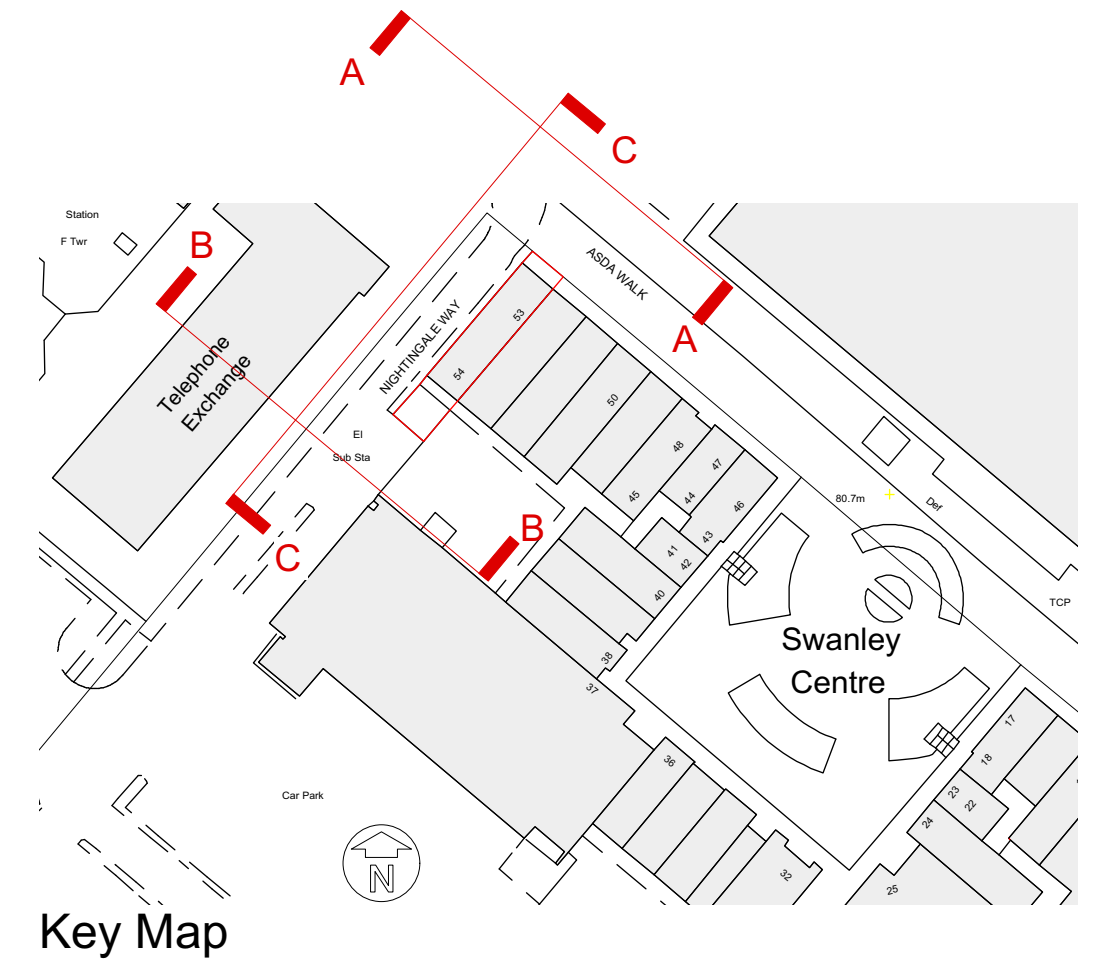 A
C
Station
F Twr
B
ASDA WALK
53
NIGHTINGALE WAY
A
Telephone
Exchange
54
50
El
Sub Sta
48
47
45
44
46
80.7m
Def
C
B
43
41
42
40
TCP
38
37
Swanley
Centre
36
17
18
23
22
24
32
25
Car Park
N
Key Map